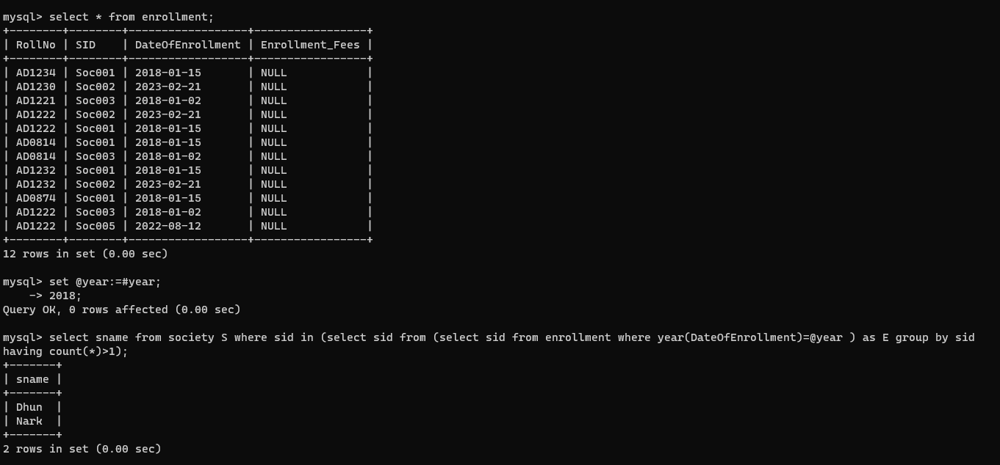 mysql> select * from enrollment;
+--------+--------+------------------+-----------------+
| RollNo | SID    | DateOfEnrollment | Enrollment_Fees |
+--------+--------+------------------+-----------------+
| AD1234 | Soc001 | 2018-01-15       | NULL            |
| AD1230 | Soc002 | 2023-02-21       | NULL            |
| AD1221 | Soc003 | 2018-01-02       | NULL            |
| AD1222 | Soc002 | 2023-02-21       | NULL            |
| AD1222 | Soc001 | 2018-01-15       | NULL            |
| AD0814 | Soc001 | 2018-01-15       | NULL            |
| AD0814 | Soc003 | 2018-01-02       | NULL            |
| AD1232 | Soc001 | 2018-01-15       | NULL            |
| AD1232 | Soc002 | 2023-02-21       | NULL            |
| AD0874 | Soc001 | 2018-01-15       | NULL            |
| AD1222 | Soc003 | 2018-01-02       | NULL            |
| AD1222 | Soc005 | 2022-08-12       | NULL            |
+--------+--------+------------------+-----------------+
12 rows in set (0.00 sec)

mysql> set @year:=#year;
    -> 2018;
Query OK, 0 rows affected (0.00 sec)

mysql> select sname from society S where sid in (select sid from (select sid from enrollment where year(DateOfEnrollment)=@year ) as E group by sid
having count(*)>1);
+-------+
| sname |
+-------+
| Dhun  |
| Nark  |
+-------+
2 rows in set (0.00 sec)